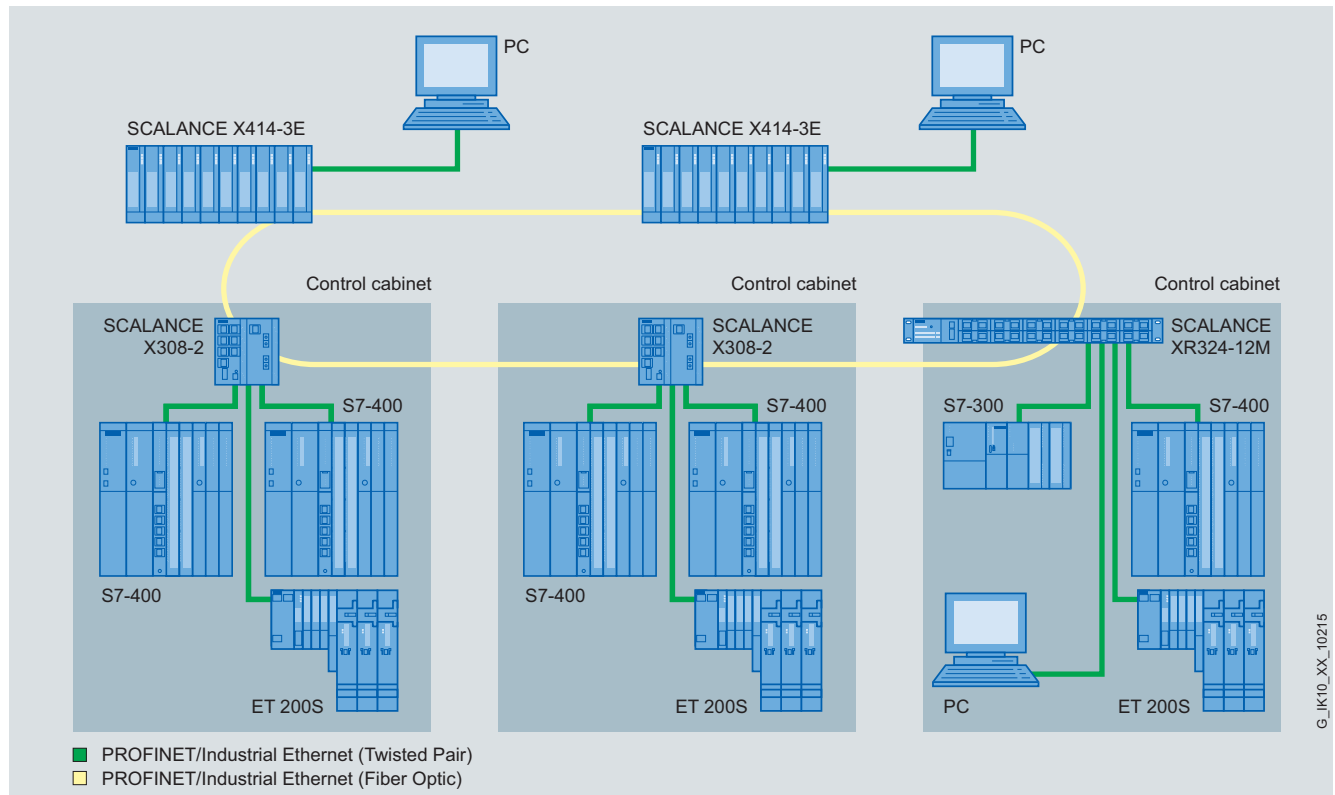 PC
PC
SCALANCE X414-3E
SCALANCE X414-3E
Control cabinet
Control cabinet
Control cabinet
SCALANCE
X308-2
SCALANCE
X308-2
SCALANCE
XR324-12M
S7-400
S7-400
S7-300
S7-400
S7-400
S7-400
ET 200S
ET 200S
PC
ET 200S
PROFINET/Industrial Ethernet (Twisted Pair)
PROFINET/Industrial Ethernet (Fiber Optic)
G_IK10_XX_10215